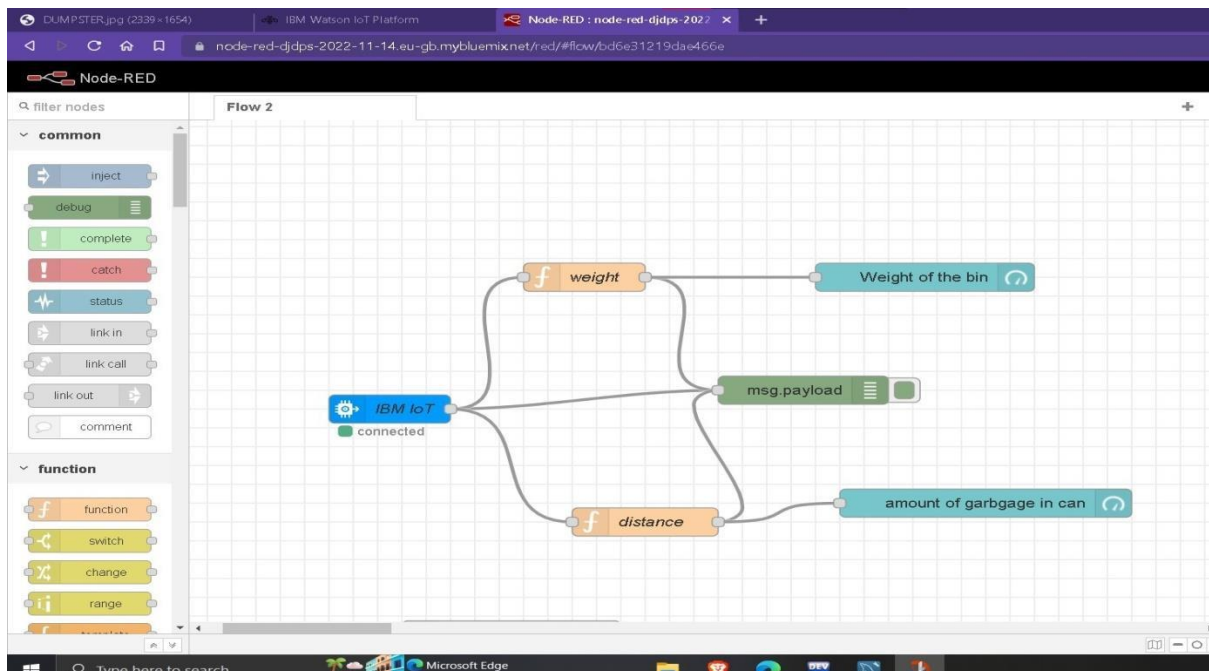 DUMPSTER.jpg (2339×1654)
IBM Watson IoT Platform
Node-RED : node-red-djdps-2022
node-red-djdps-2022-11-14.eu-gb.mybluemix.net/red/#flow/bd6e31219dae466e
Node-RED
filter nodes
Flow 2
common
inject
debug
complete
catch
status
link in
link call
link out
comment
function
function
switch
change
range
weight
Weight of the bin
IBM IoT
connected
msg.payload
distance
amount of garbgage in can
Type here to search
Microsoft Edge
DEV